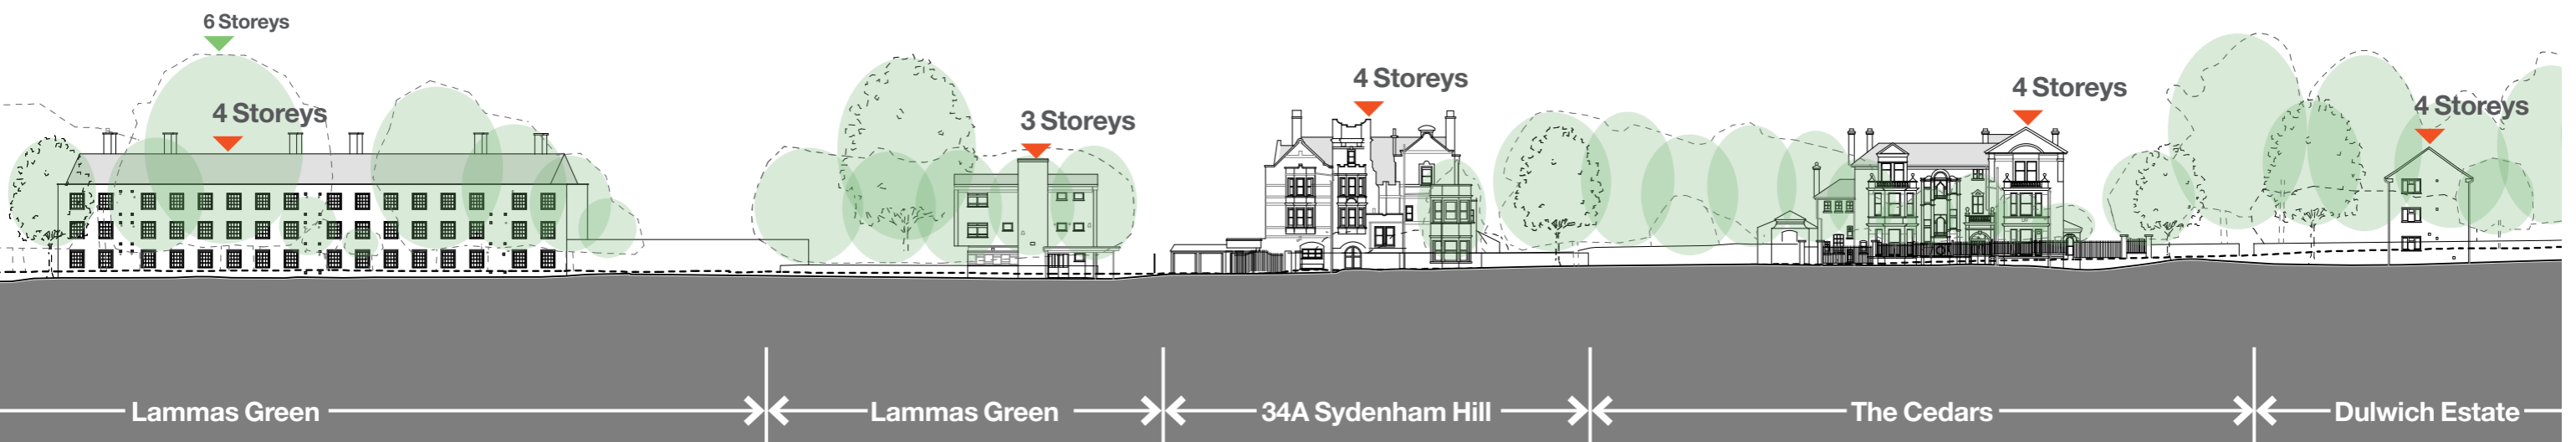 6 Storeys
4 Storeys
3 Storeys
4 Storeys
4 Storeys
4 Storeys
Lammas Green
Lammas Green
34A Sydenham Hill
The Cedars
Dulwich Estate